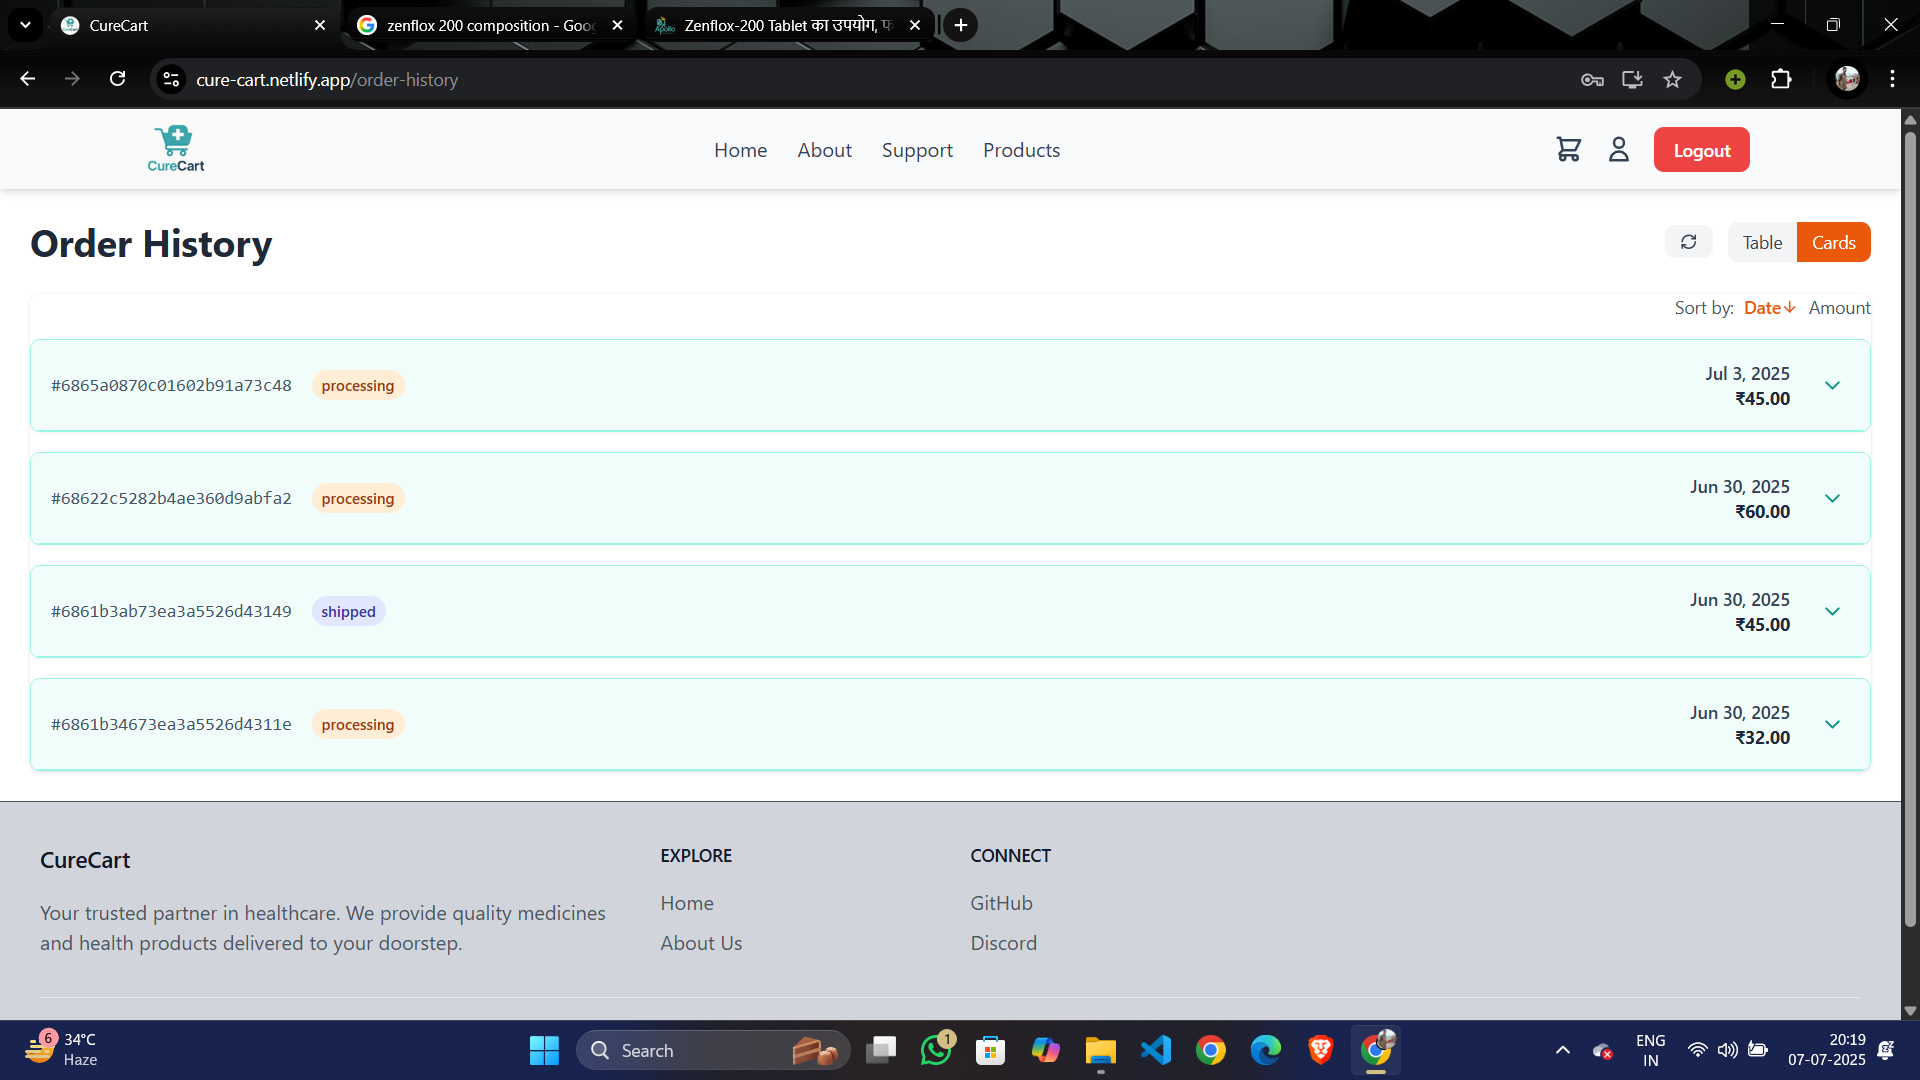 CureCart
zenflox 200 composition - Goo
Zenflox-200 Tablet का उपयोग, फ
cure-cart.netlify.app/order-history
CureCart
Home
About
Support
Products
Logout
Order History
Table
Cards
Sort by: Date↓ Amount
#6865a0870c01602b91a73c48
processing
Jul 3, 2025
₹45.00
#68622c5282b4ae360d9abfa2
processing
Jun 30, 2025
₹60.00
#6861b3ab73ea3a5526d43149
shipped
Jun 30, 2025
₹45.00
#6861b34673ea3a5526d4311e
processing
Jun 30, 2025
₹32.00
CureCart
Your trusted partner in healthcare. We provide quality medicines
and health products delivered to your doorstep.
EXPLORE
Home
About Us
CONNECT
GitHub
Discord
6
34°C
Haze
Search
1
ENG
IN
20:19
07-07-2025